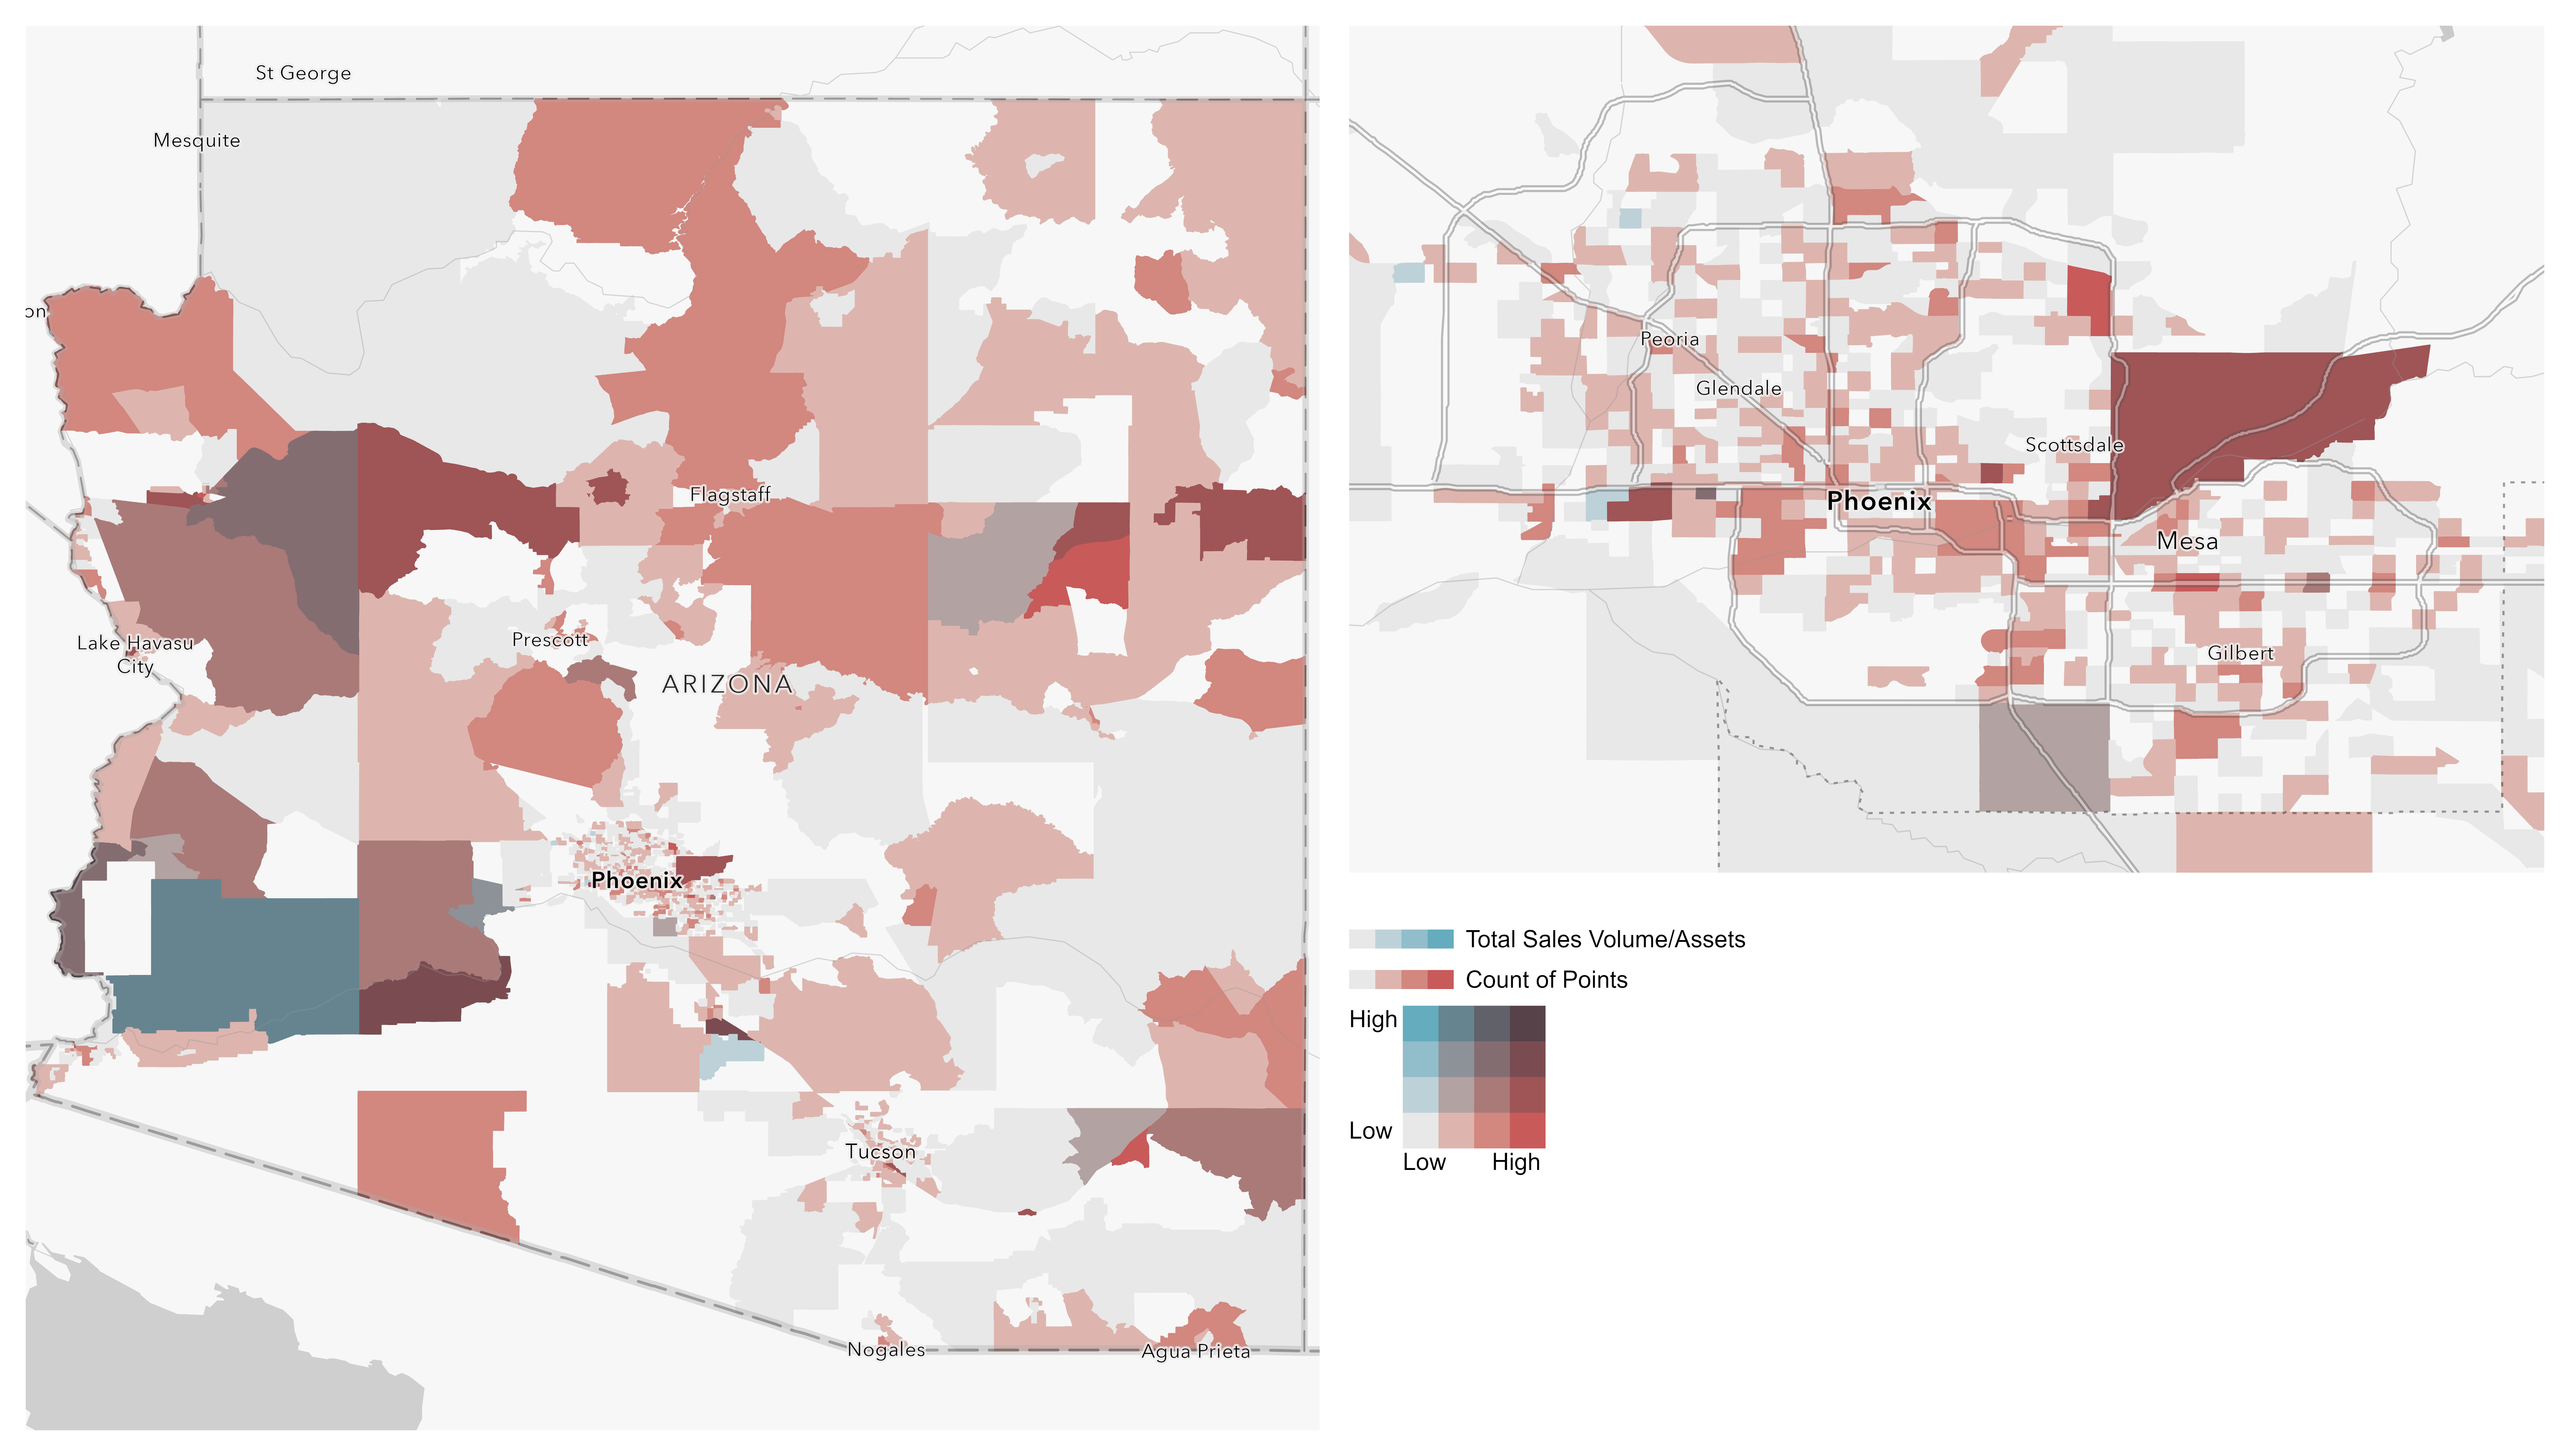 St George
Mesquite
on
Flagstaff
Prescott
Lake Havasu
City
ARIZONA
Phoenix
Tucson
Nogales
Agua Prieta
Peoria
Glendale
Scottsdale
Phoenix
Mesa
Gilbert
Total Sales Volume/Assets
Count of Points
High
Low
Low High